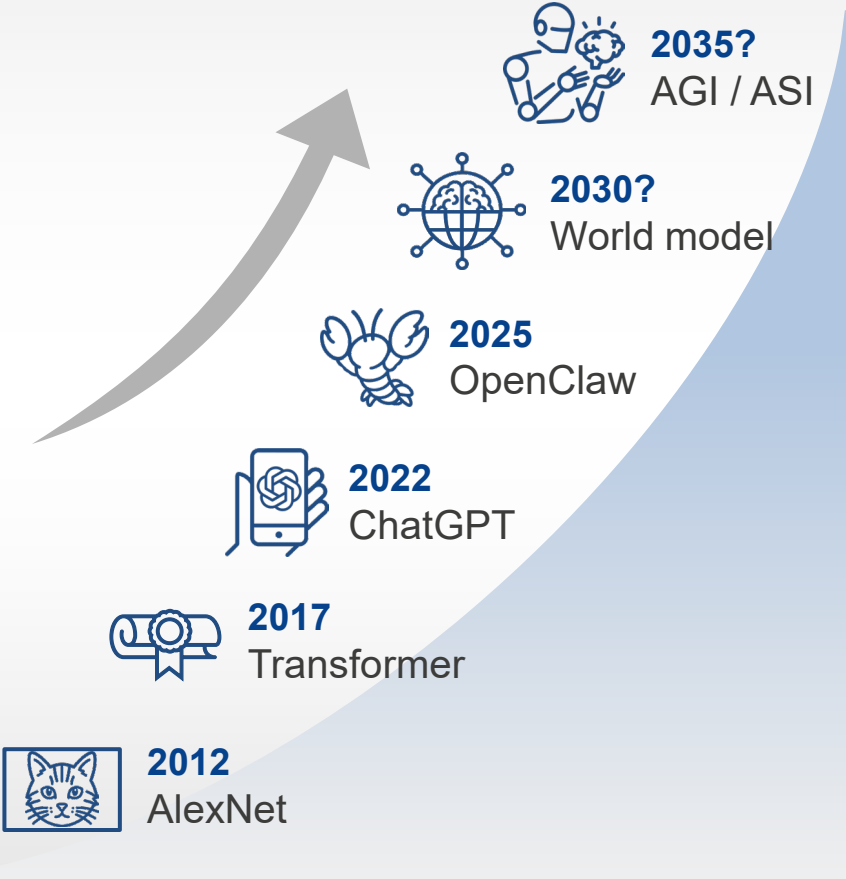 2035?
AGI / ASI
2030?
World model
2025
OpenClaw
2022
ChatGPT
2017
Transformer
2012
AlexNet